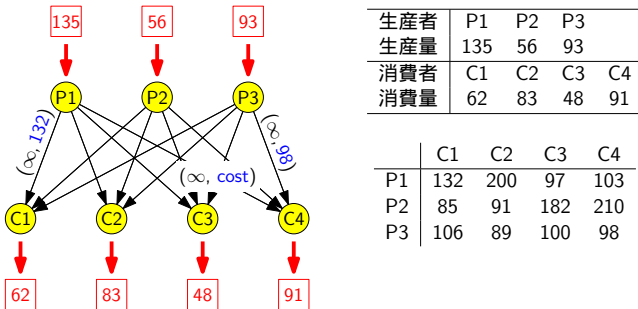 135 56 93
P1 P2 P3
(∞, 132) (∞, 98)
(∞, cost)
C1 C2 C3 C4
62 83 48 91
生産者 P1 P2 P3
生産量 135 56 93
消費者 C1 C2 C3 C4
消費量 62 83 48 91
C1 C2 C3 C4
P1 132 200 97 103
P2 85 91 182 210
P3 106 89 100 98